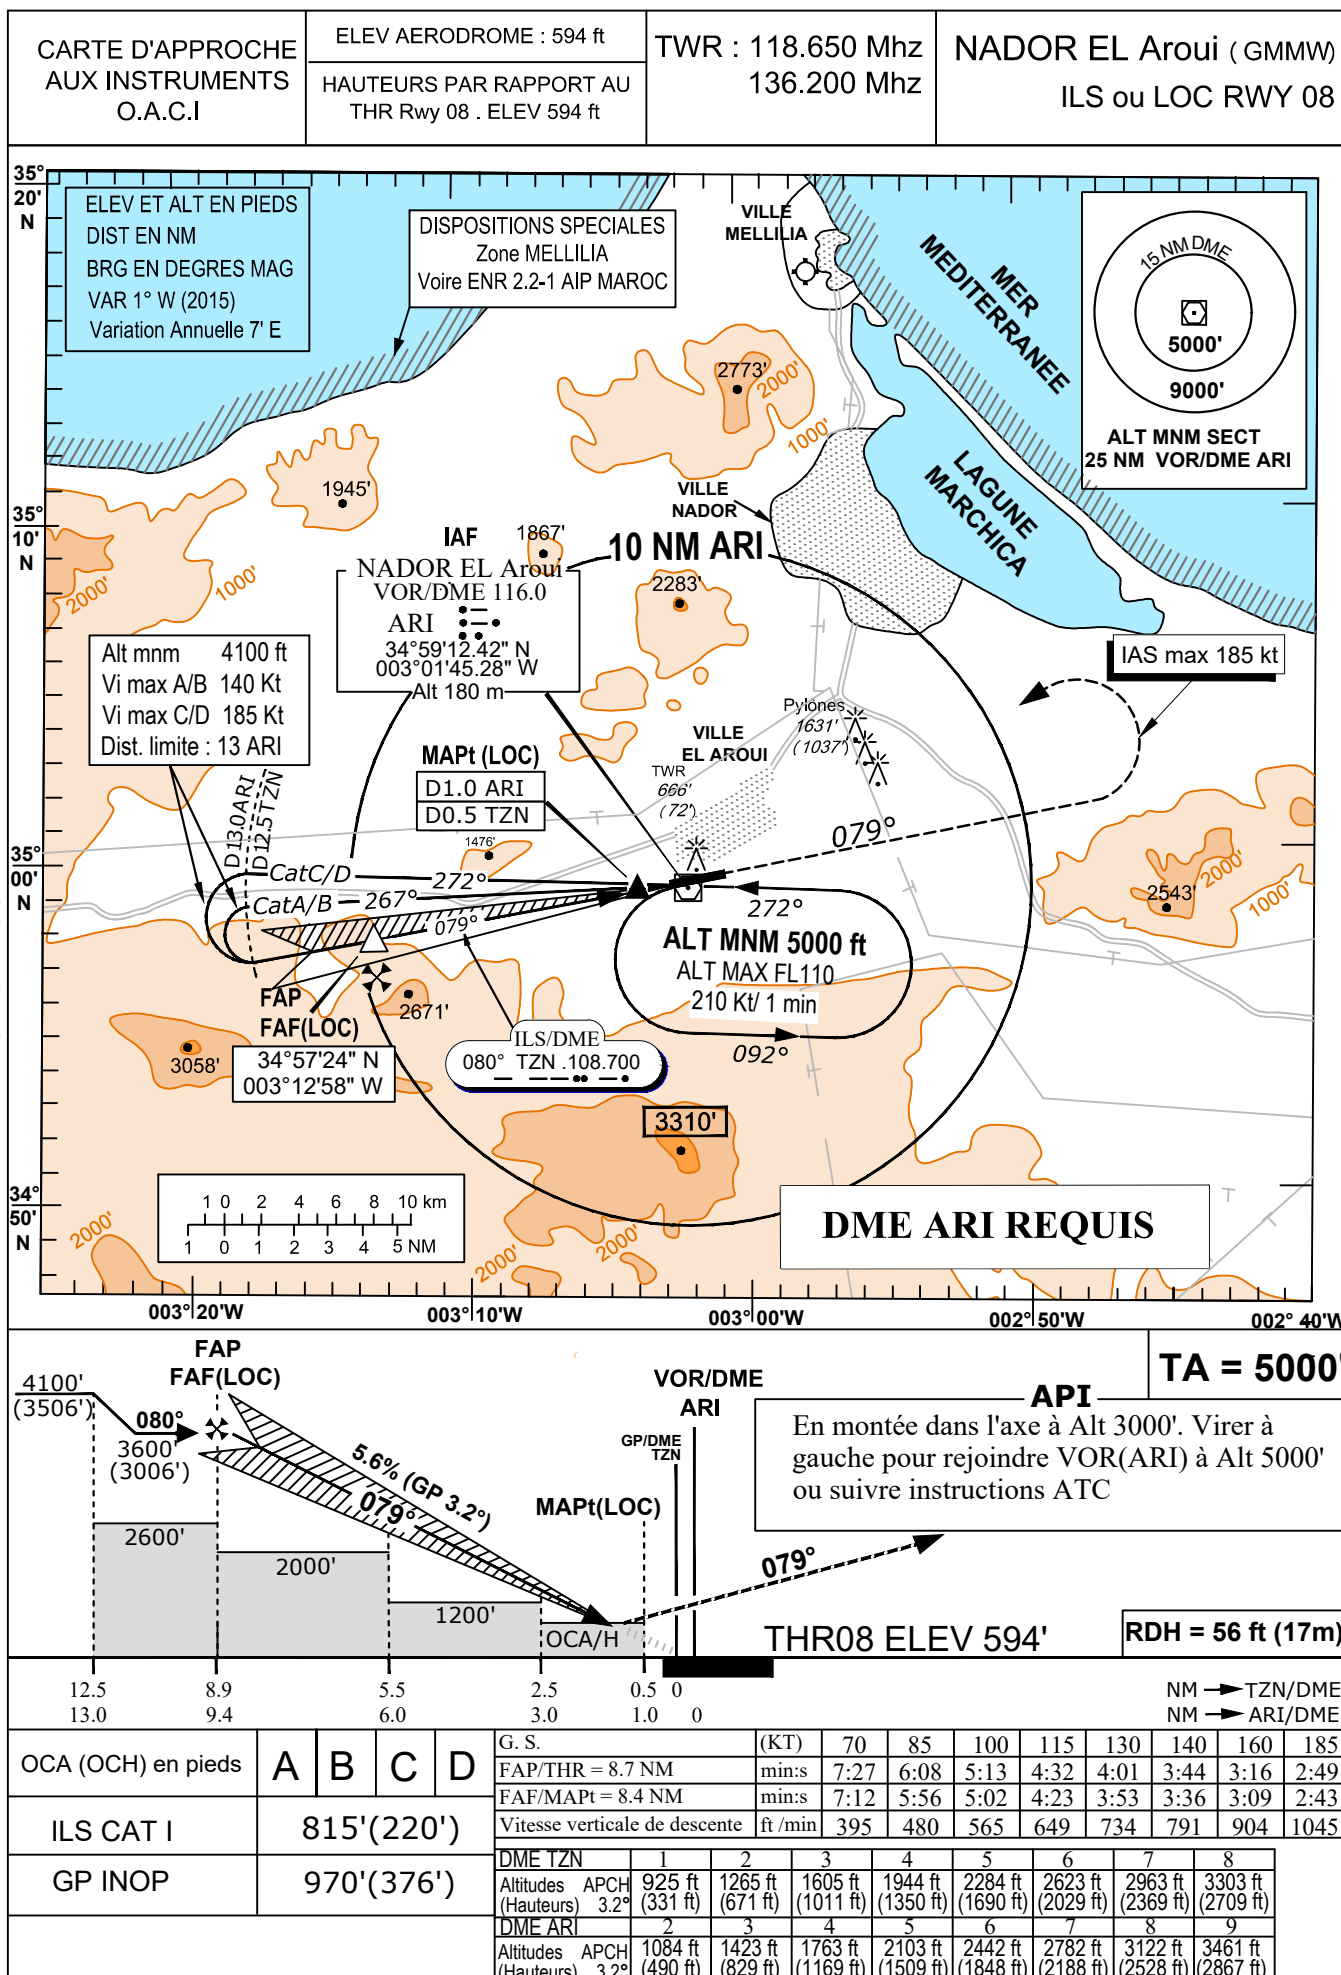 CARTE D'APPROCHE
AUX INSTRUMENTS
O.A.C.I
ELEV AERODROME : 594 ft
HAUTEURS PAR RAPPORT AU
THR Rwy 08 . ELEV 594 ft
TWR : 118.650 Mhz
136.200 Mhz
NADOR EL Aroui ( GMMW)
ILS ou LOC RWY 08
35°
20'
N
ELEV ET ALT EN PIEDS
DIST EN NM
BRG EN DEGRES MAG
VAR 1° W (2015)
Variation Annuelle 7' E
DISPOSITIONS SPECIALES
Zone MELLILIA
Voire ENR 2.2-1 AIP MAROC
VILLE
MELLILIA
MER
MEDITERRANEE
15 NM DME
5000'
9000'
ALT MNM SECT
25 NM VOR/DME ARI
2773'
2000'
1000'
1945'
1000'
2000'
35°
10'
N
VILLE
NADOR
LAGUNE
MARCHICA
IAF
1867'
10 NM ARI
NADOR EL Aroui
VOR/DME 116.0
ARI
34°59'12.42" N
003°01'45.28" W
Alt 180 m
2283'
IAS max 185 kt
Alt mnm 4100 ft
Vi max A/B 140 Kt
Vi max C/D 185 Kt
Dist. limite : 13 ARI
Pylônes
1631'
(1037')
VILLE
EL AROUI
TWR
666'
(72')
MAPt (LOC)
D1.0 ARI
D0.5 TZN
D13.0 ARI
D12.5 TZN
1476'
079°
35°
00'
N
CatC/D 272°
CatA/B 267°
079°
272°
2543'
2000'
1000'
ALT MNM 5000 ft
ALT MAX FL110
210 Kt/ 1 min
092°
FAP
FAF(LOC)
34°57'24" N
003°12'58" W
2671'
3058'
ILS/DME
080° TZN .108.700
3310'
34°
50'
N
1 0 2 4 6 8 10 km
1 0 1 2 3 4 5 NM
2000'
2000'
2000'
DME ARI REQUIS
003°20'W 003°10'W 003°00'W 002°50'W 002° 40'W
FAP
FAF(LOC)
4100'
(3506')
080°
3600'
(3006')
5.6% (GP 3.2°)
079°
MAPt(LOC)
VOR/DME
ARI
GP/DME
TZN
TA = 5000'
API
En montée dans l'axe à Alt 3000'. Virer à
gauche pour rejoindre VOR(ARI) à Alt 5000'
ou suivre instructions ATC
079°
2600'
2000'
1200'
OCA/H
THR08 ELEV 594'
RDH = 56 ft (17m)
12.5 8.9 5.5 2.5 0.5 0
NM TZN/DME
13.0 9.4 6.0 3.0 1.0 0
NM ARI/DME
OCA (OCH) en pieds A B C D
ILS CAT I 815'(220')
GP INOP 970'(376')
G. S. (KT) 70 85 100 115 130 140 160 185
FAP/THR = 8.7 NM min:s 7:27 6:08 5:13 4:32 4:01 3:44 3:16 2:49
FAF/MAPt = 8.4 NM min:s 7:12 5:56 5:02 4:23 3:53 3:36 3:09 2:43
Vitesse verticale de descente ft /min 395 480 565 649 734 791 904 1045
DME TZN 1 2 3 4 5 6 7 8
Altitudes APCH 925 ft 1265 ft 1605 ft 1944 ft 2284 ft 2623 ft 2963 ft 3303 ft
(Hauteurs) 3.2° (331 ft) (671 ft) (1011 ft) (1350 ft) (1690 ft) (2029 ft) (2369 ft) (2709 ft)
DME ARI 2 3 4 5 6 7 8 9
Altitudes APCH 1084 ft 1423 ft 1763 ft 2103 ft 2442 ft 2782 ft 3122 ft 3461 ft
(Hauteurs) 3.2° (490 ft) (829 ft) (1169 ft) (1509 ft) (1848 ft) (2188 ft) (2528 ft) (2867 ft)